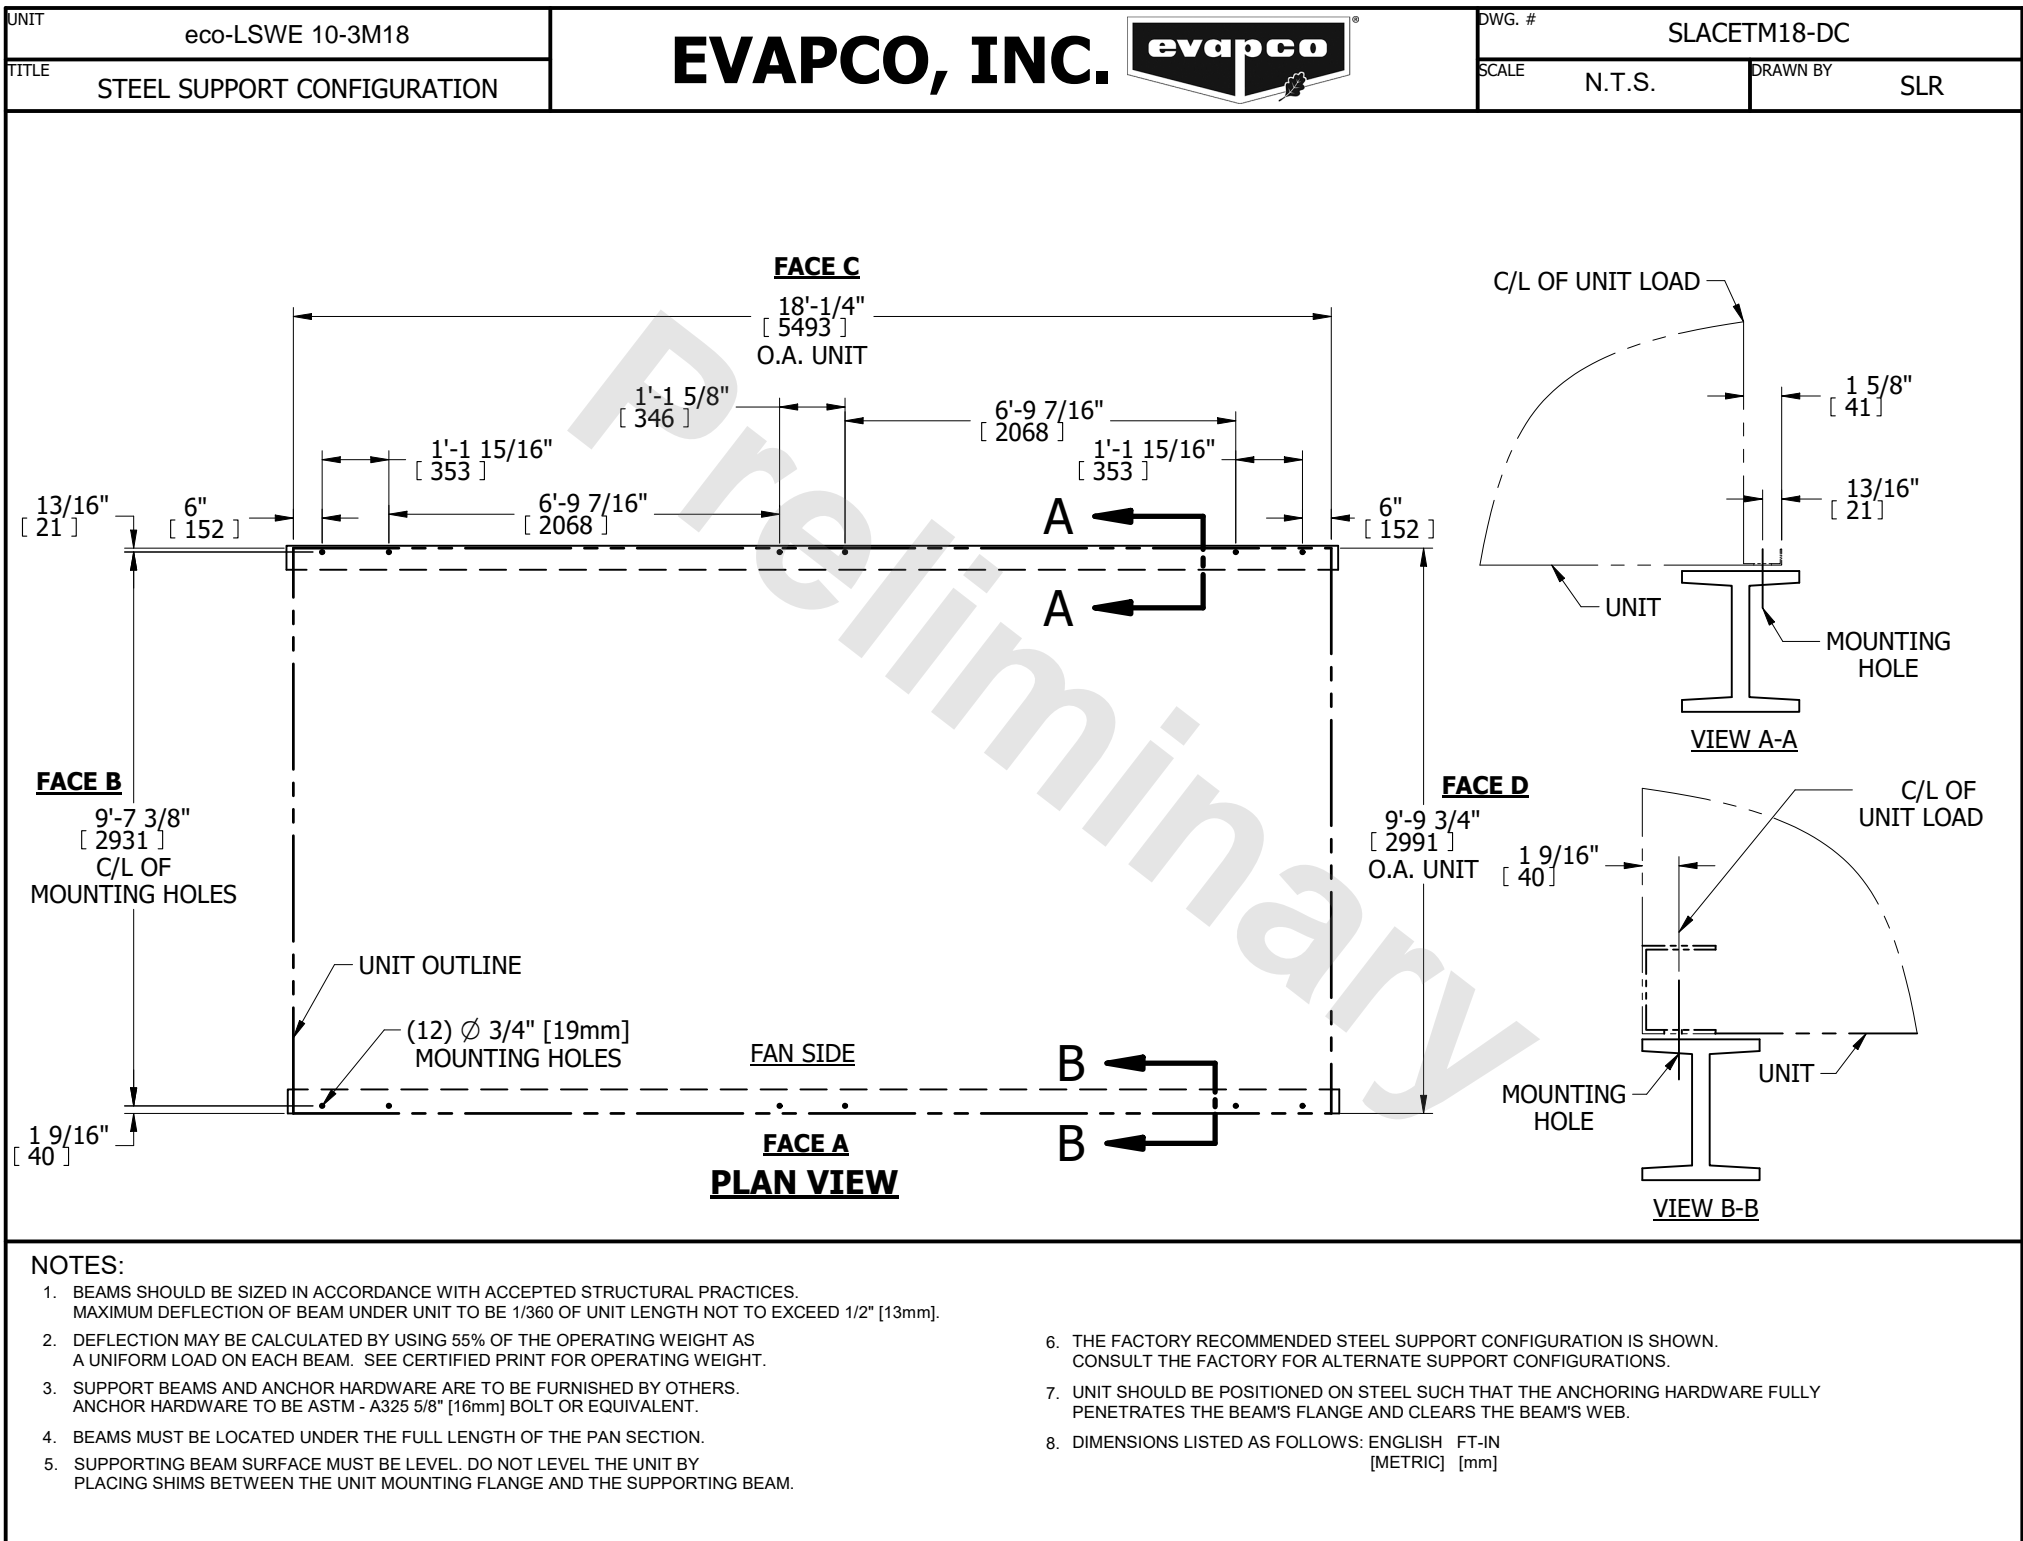 UNIT
eco-LSWE 10-3M18
TITLE
STEEL SUPPORT CONFIGURATION
EVAPCO, INC.
evapco
®
DWG. #
SLACETM18-DC
SCALE
N.T.S.
DRAWN BY
SLR
FACE C
18'-1/4"
[ 5493 ]
O.A. UNIT
1'-1 5/8"
[ 346 ]
6'-9 7/16"
[ 2068 ]
1'-1 15/16"
[ 353 ]
1'-1 15/16"
[ 353 ]
13/16"
[ 21 ]
6"
[ 152 ]
6'-9 7/16"
[ 2068 ]
6"
[ 152 ]
A
A
FACE B
9'-7 3/8"
[ 2931 ]
C/L OF
MOUNTING HOLES
FACE D
9'-9 3/4"
[ 2991 ]
O.A. UNIT
UNIT OUTLINE
(12) Ø 3/4" [19mm]
MOUNTING HOLES
FAN SIDE
B
B
1 9/16"
[ 40 ]
FACE A
PLAN VIEW
Preliminary
C/L OF UNIT LOAD
1 5/8"
[ 41 ]
13/16"
[ 21 ]
UNIT
MOUNTING
HOLE
VIEW A-A
C/L OF
UNIT LOAD
1 9/16"
[ 40 ]
UNIT
MOUNTING
HOLE
VIEW B-B
NOTES:
1. BEAMS SHOULD BE SIZED IN ACCORDANCE WITH ACCEPTED STRUCTURAL PRACTICES.
MAXIMUM DEFLECTION OF BEAM UNDER UNIT TO BE 1/360 OF UNIT LENGTH NOT TO EXCEED 1/2" [13mm].
2. DEFLECTION MAY BE CALCULATED BY USING 55% OF THE OPERATING WEIGHT AS
A UNIFORM LOAD ON EACH BEAM. SEE CERTIFIED PRINT FOR OPERATING WEIGHT.
3. SUPPORT BEAMS AND ANCHOR HARDWARE ARE TO BE FURNISHED BY OTHERS.
ANCHOR HARDWARE TO BE ASTM - A325 5/8" [16mm] BOLT OR EQUIVALENT.
4. BEAMS MUST BE LOCATED UNDER THE FULL LENGTH OF THE PAN SECTION.
5. SUPPORTING BEAM SURFACE MUST BE LEVEL. DO NOT LEVEL THE UNIT BY
PLACING SHIMS BETWEEN THE UNIT MOUNTING FLANGE AND THE SUPPORTING BEAM.
6. THE FACTORY RECOMMENDED STEEL SUPPORT CONFIGURATION IS SHOWN.
CONSULT THE FACTORY FOR ALTERNATE SUPPORT CONFIGURATIONS.
7. UNIT SHOULD BE POSITIONED ON STEEL SUCH THAT THE ANCHORING HARDWARE FULLY
PENETRATES THE BEAM'S FLANGE AND CLEARS THE BEAM'S WEB.
8. DIMENSIONS LISTED AS FOLLOWS: ENGLISH FT-IN
[METRIC] [mm]